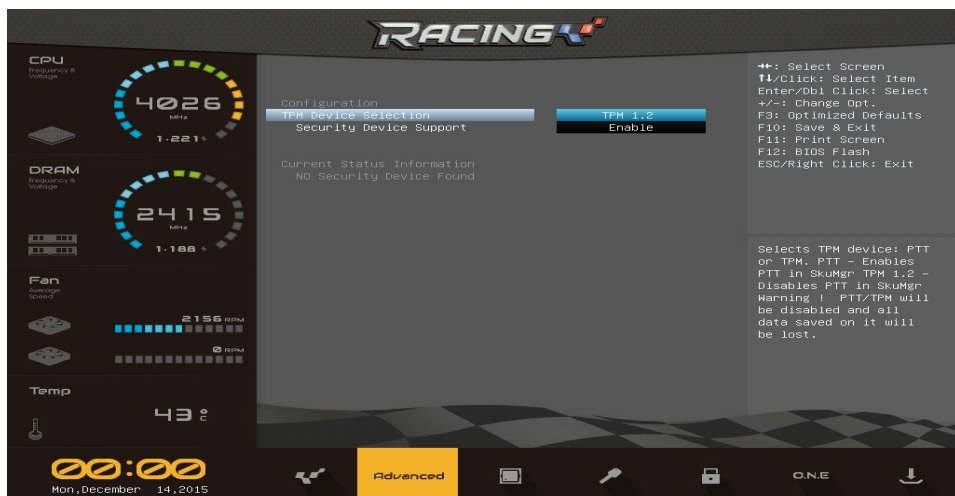 RACING
CPU
Frequency &
Voltage
4026
MHz
1.221
DRAM
Frequency &
Voltage
2415
MHz
1.188
Fan
Average
Speed
2156 RPM
0 RPM
Temp
43 °C
00:00
Mon,December 14,2015
Configuration
TPM Device Selection TPM 1.2
Security Device Support Enable
Current Status Information
NO Security Device Found
→←: Select Screen
↑↓/Click: Select Item
Enter/Dbl Click: Select
+/-: Change Opt.
F3: Optimized Defaults
F10: Save & Exit
F11: Print Screen
F12: BIOS Flash
ESC/Right Click: Exit
Selects TPM device: PTT
or TPM. PTT - Enables
PTT in SkuMgr TPM 1.2 -
Disables PTT in SkuMgr
Warning ! PTT/TPM will
be disabled and all
data saved on it will
be lost.
Advanced
O.N.E